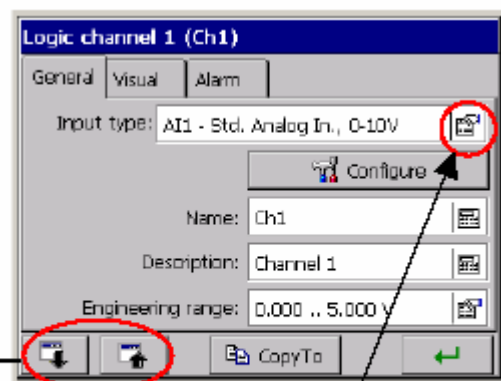 Logic channel 1 (Ch1)
General Visual Alarm
Input type: AI1 - Std. Analog In., 0-10V
Configure
Name: Ch1
Description: Channel 1
Engineering range: 0.000 .. 5.000 V
CopyTo